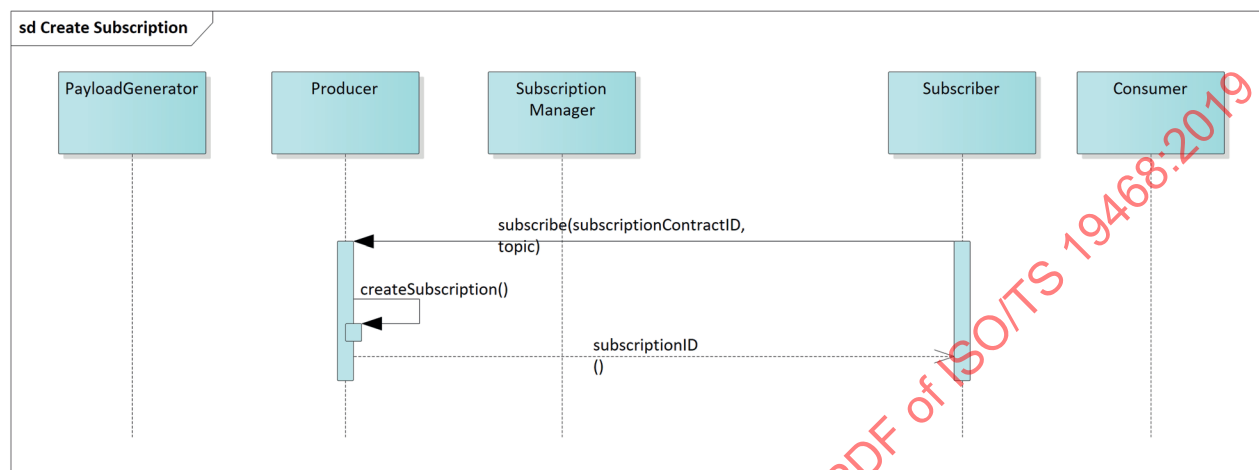 sd Create Subscription
PayloadGenerator
Producer
Subscription
Manager
Subscriber
Consumer
subscribe(subscriptionContractID,
topic)
createSubscription()
subscriptionID
()
PDF of ISO/TS 19468:2019